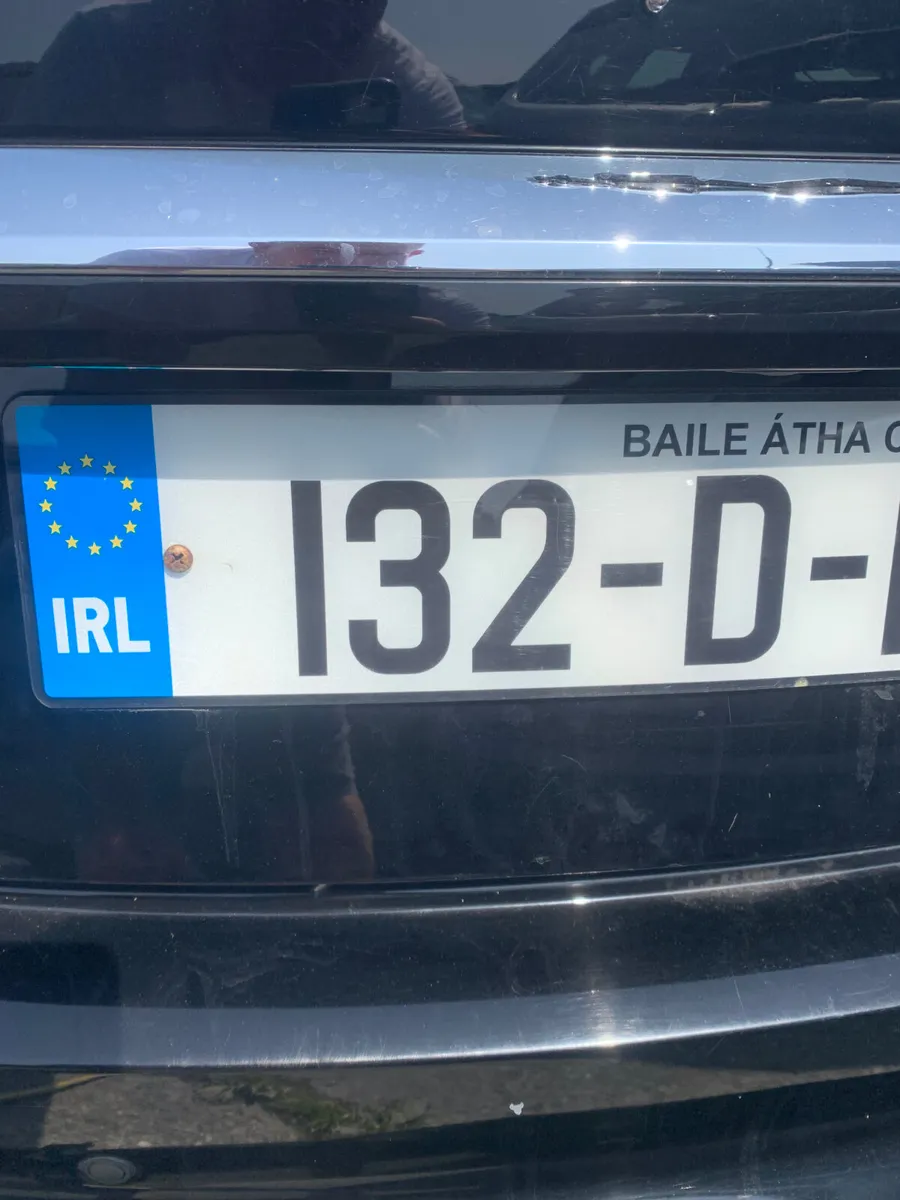 BAILE ÁTHA
IRL
132-D-